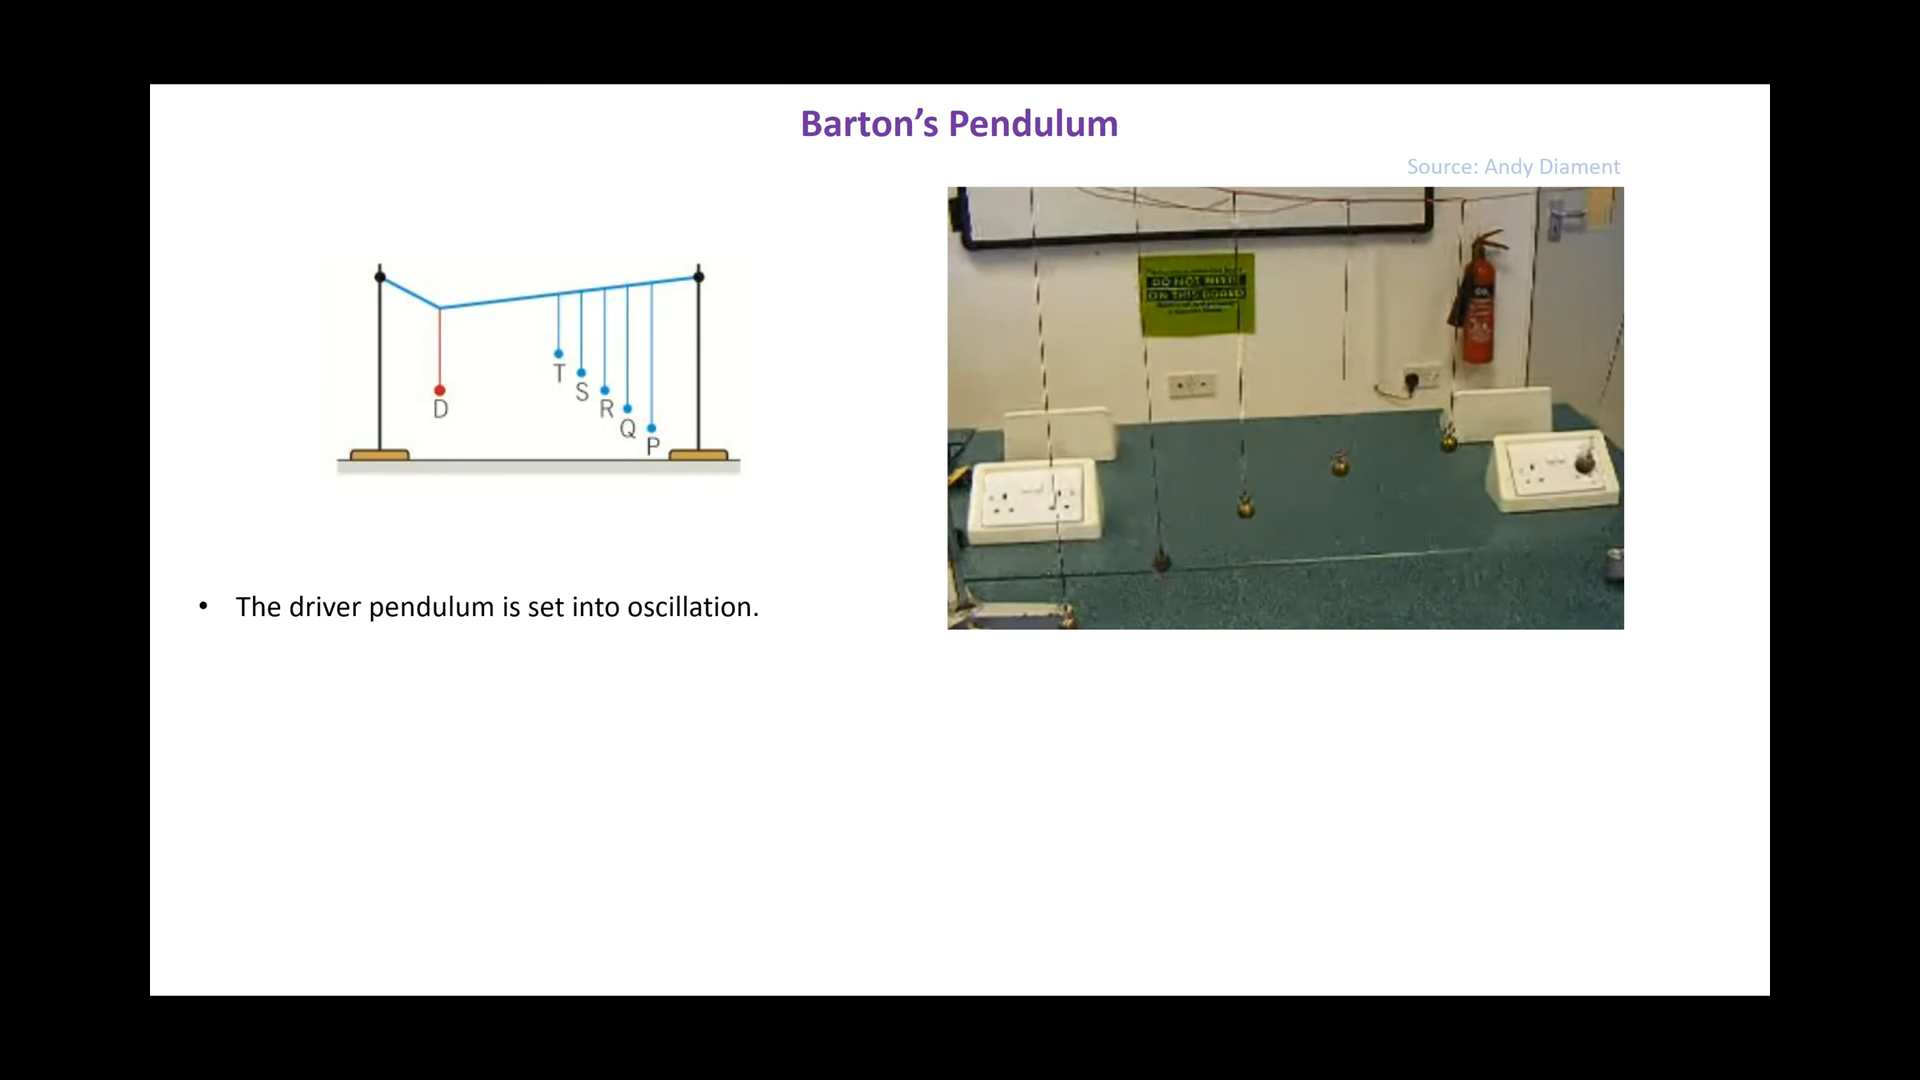 Barton’s Pendulum
Source: Andy Diament
DO NOT WRITE
ON THIS BOARD
D
T
S
R
Q
P
• The driver pendulum is set into oscillation.